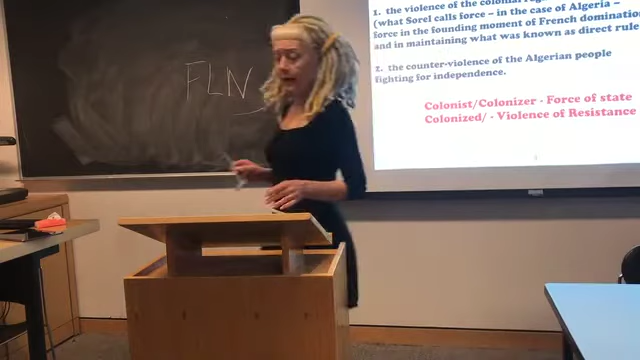 FLN
1. the violence of the colonial
(what Sorel calls force – in the case of Algeria –
force in the founding moment of French domination
and in maintaining what was known as direct rule
2. the counter-violence of the Algerian people
fighting for independence.
Colonist/Colonizer - Force of state
Colonized/ - Violence of Resistance